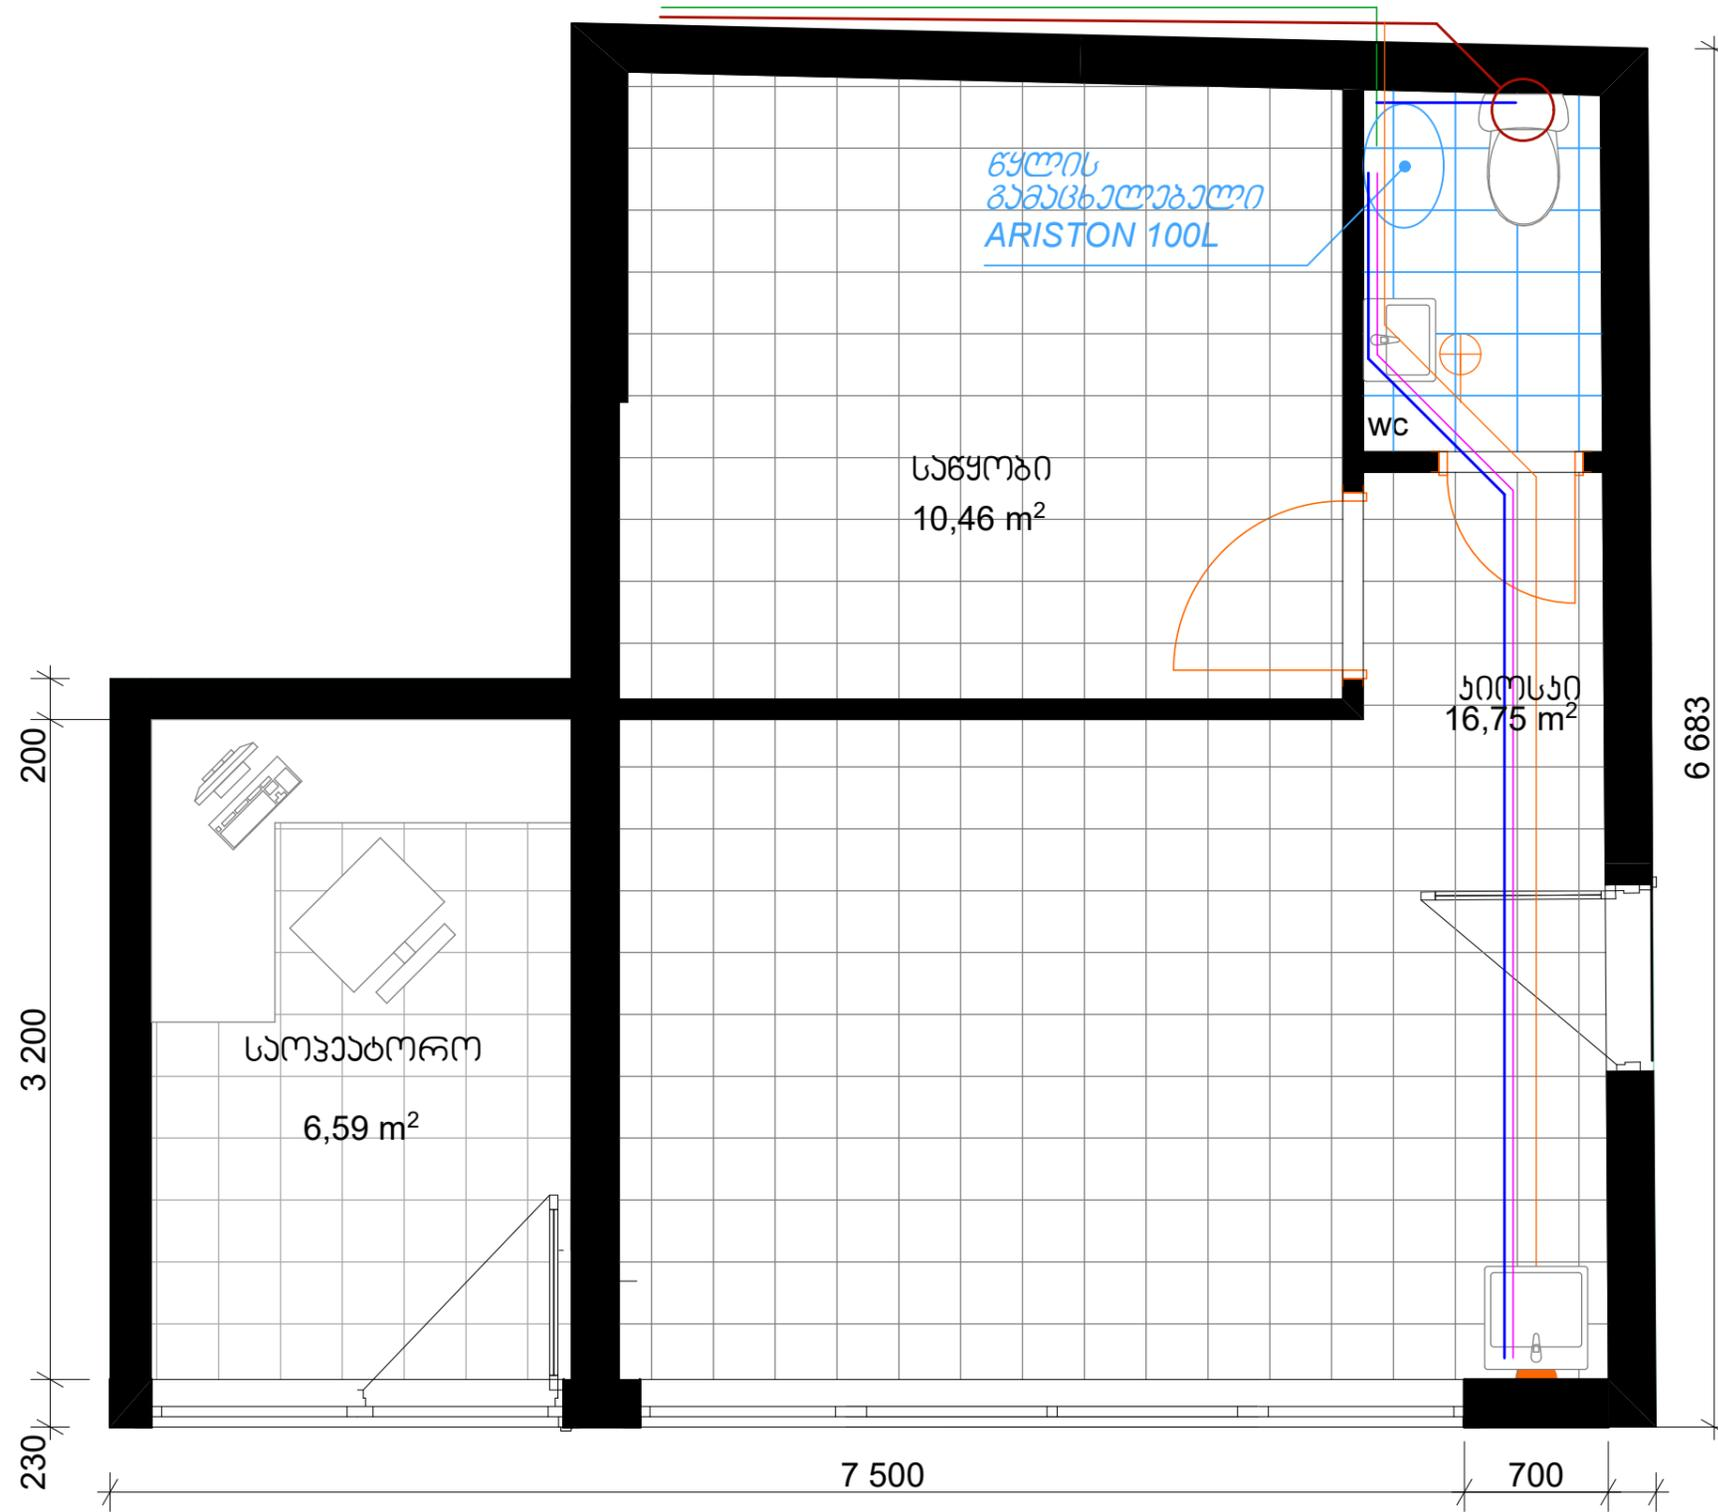 წყლის
გამაცხელებელი
ARISTON 100L
WC
საწყობი
10,46 m²
კიოსკი
16,75 m²
6 683
200
საოპეატორო
3 200
6,59 m²
230
7 500
700